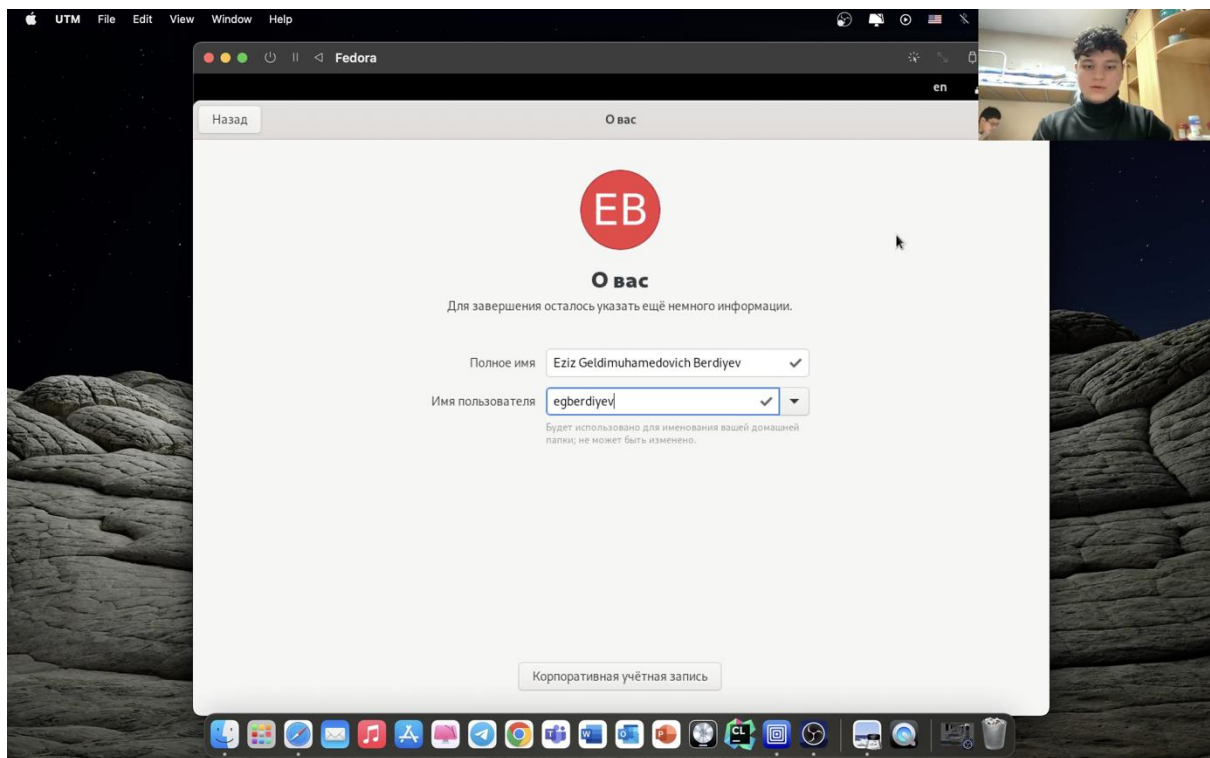 UTM File Edit View Window Help
Fedora
en
Назад
О вас
EB
О вас
Для завершения осталось указать ещё немного информации.
Полное имя Eziz Geldimuhamedovich Berdiyev
Имя пользователя egberdiyev
Будет использовано для именования вашей домашней
папки; не может быть изменено.
Корпоративная учётная запись
CL